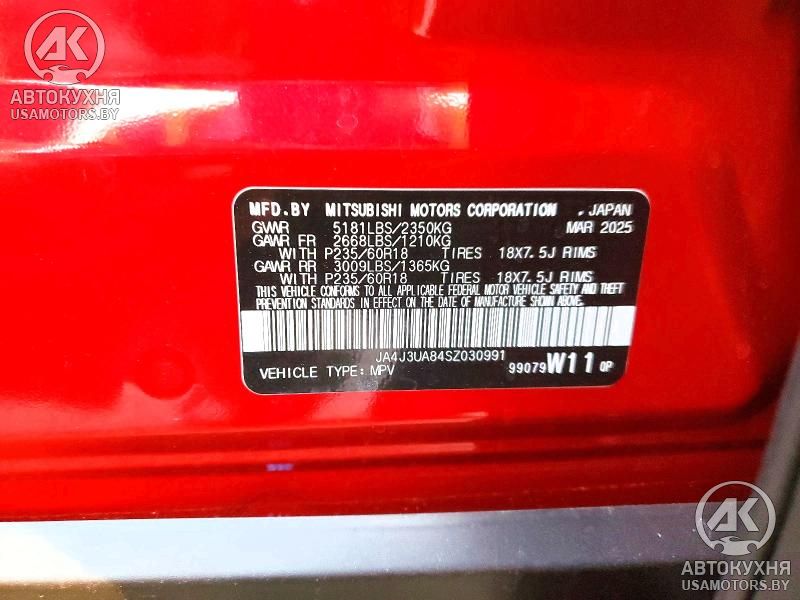 AK
АВТОКУХНЯ
USAMOTORS.BY
MFD.BY MITSUBISHI MOTORS CORPORATION JAPAN
GVWR 5181LBS/2350KG MAR 2025
GAWR FR 2668LBS/1210KG
WITH P235/60R18 TIRES 18X7.5J RIMS
GAWR RR 3009LBS/1365KG
WITH P235/60R18 TIRES 18X7.5J RIMS
THIS VEHICLE CONFORMS TO ALL APPLICABLE FEDERAL MOTOR VEHICLE SAFETY AND THEFT
PREVENTION STANDARDS IN EFFECT ON THE DATE OF MANUFACTURE SHOWN ABOVE.
JA4J3UA84SZ030991
VEHICLE TYPE: MPV 99079 W11 0P
AK
АВТОКУХНЯ
USAMOTORS.BY